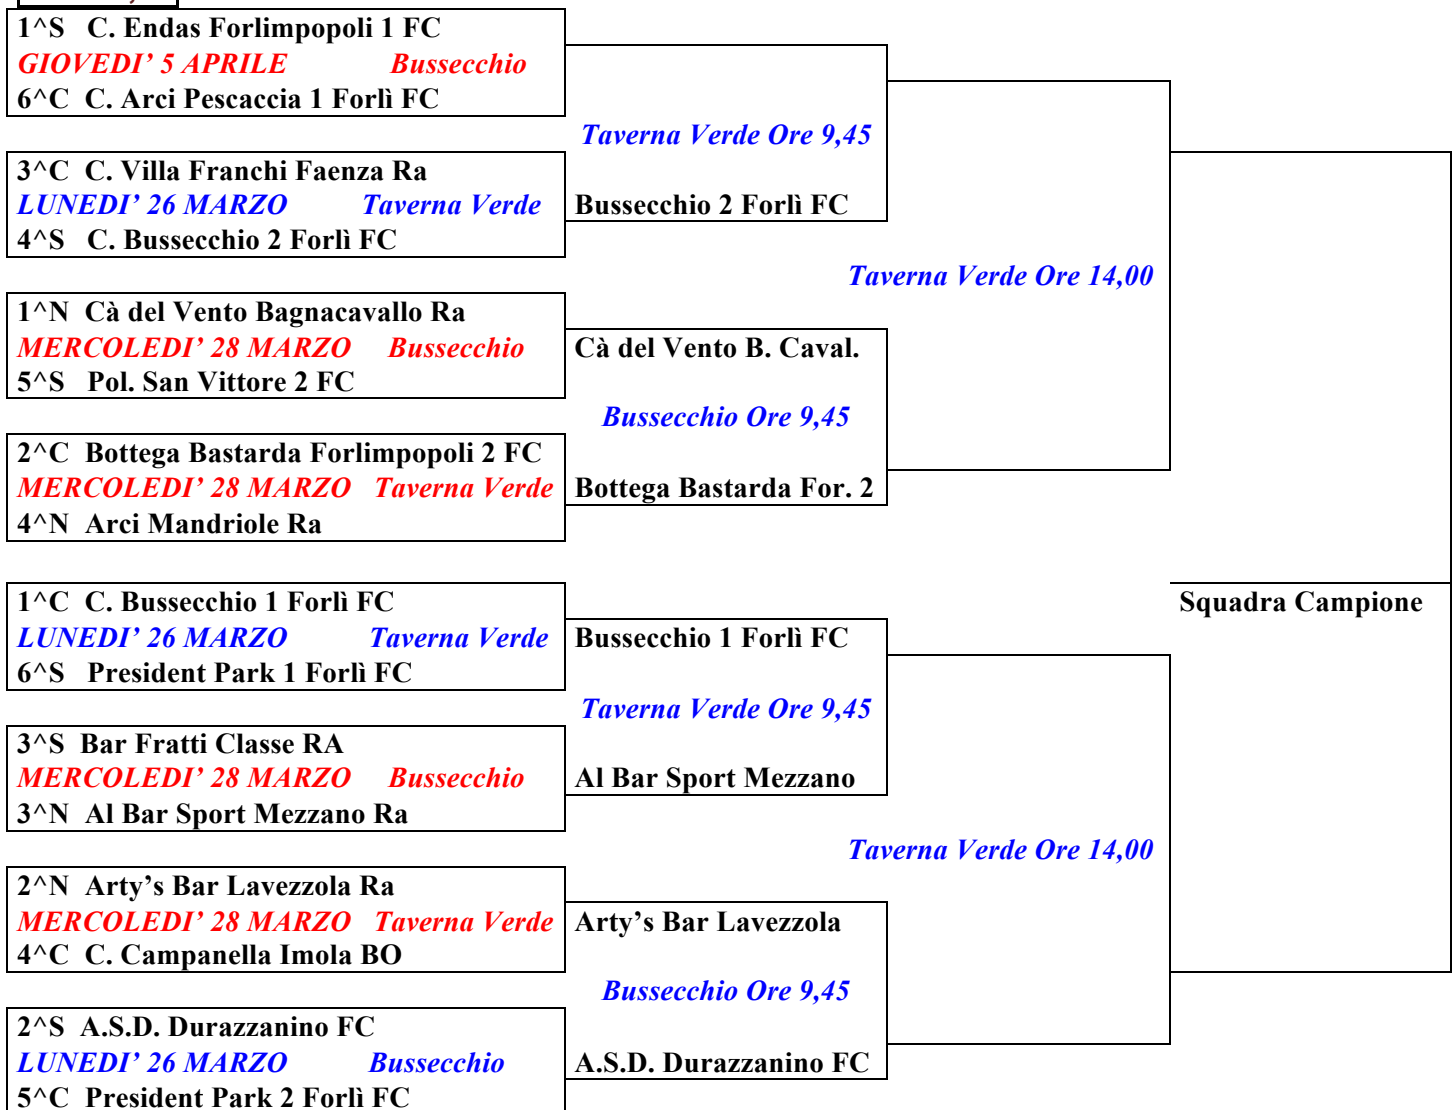 1^S C. Endas Forlimpopoli 1 FC
GIOVEDI’ 5 APRILE Bussecchio
6^C C. Arci Pescaccia 1 Forlì FC
Taverna Verde Ore 9,45
3^C C. Villa Franchi Faenza Ra
LUNEDI’ 26 MARZO Taverna Verde
Bussecchio 2 Forlì FC
4^S C. Bussecchio 2 Forlì FC
Taverna Verde Ore 14,00
1^N Cà del Vento Bagnacavallo Ra
MERCOLEDI’ 28 MARZO Bussecchio
Cà del Vento B. Caval.
5^S Pol. San Vittore 2 FC
Bussecchio Ore 9,45
2^C Bottega Bastarda Forlimpopoli 2 FC
MERCOLEDI’ 28 MARZO Taverna Verde
Bottega Bastarda For. 2
4^N Arci Mandriole Ra
1^C C. Bussecchio 1 Forlì FC
Squadra Campione
LUNEDI’ 26 MARZO Taverna Verde
Bussecchio 1 Forlì FC
6^S President Park 1 Forlì FC
Taverna Verde Ore 9,45
3^S Bar Fratti Classe RA
MERCOLEDI’ 28 MARZO Bussecchio
Al Bar Sport Mezzano
3^N Al Bar Sport Mezzano Ra
Taverna Verde Ore 14,00
2^N Arty’s Bar Lavezzola Ra
MERCOLEDI’ 28 MARZO Taverna Verde
Arty’s Bar Lavezzola
4^C C. Campanella Imola BO
Bussecchio Ore 9,45
2^S A.S.D. Durazzanino FC
LUNEDI’ 26 MARZO Bussecchio
A.S.D. Durazzanino FC
5^C President Park 2 Forlì FC